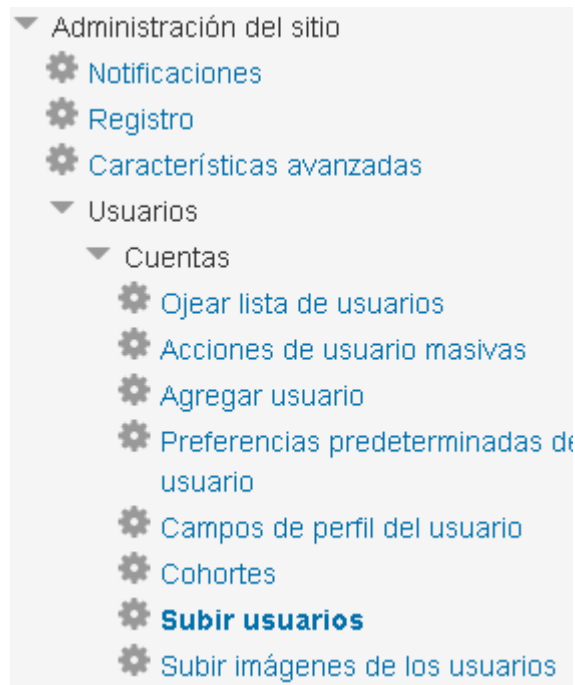 Administración del sitio
Notificaciones
Registro
Características avanzadas
Usuarios
Cuentas
Ojear lista de usuarios
Acciones de usuario masivas
Agregar usuario
Preferencias predeterminadas de
usuario
Campos de perfil del usuario
Cohortes
Subir usuarios
Subir imágenes de los usuarios